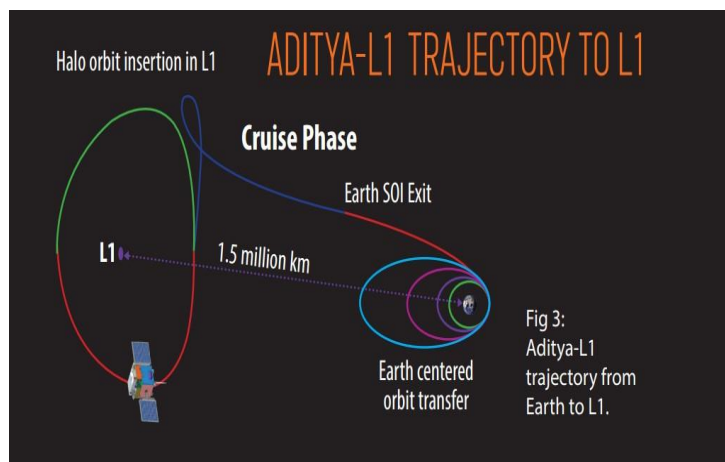 ADITYA-L1 TRAJECTORY TO L1
Halo orbit insertion in L1
Cruise Phase
Earth SOI Exit
L1
1.5 million km
Earth centered
orbit transfer
Fig 3:
Aditya-L1
trajectory from
Earth to L1.